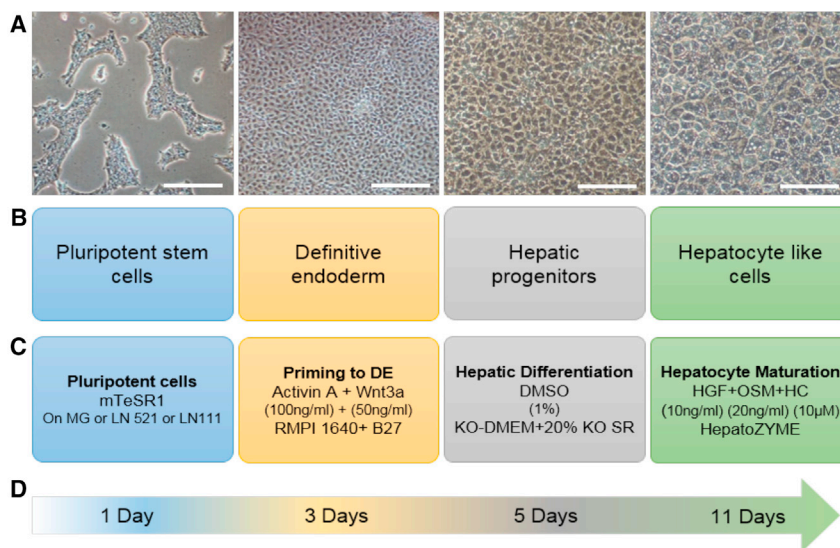 A
B
Pluripotent stem
cells
Definitive
endoderm
Hepatic
progenitors
Hepatocyte like
cells
C
Pluripotent cells
mTeSR1
On MG or LN 521 or LN111
Priming to DE
Activin A + Wnt3a
(100ng/ml) + (50ng/ml)
RMPI 1640+ B27
Hepatic Differentiation
DMSO
(1%)
KO-DMEM+20% KO SR
Hepatocyte Maturation
HGF+OSM+HC
(10ng/ml) (20ng/ml) (10µM)
HepatoZYME
D
1 Day
3 Days
5 Days
11 Days